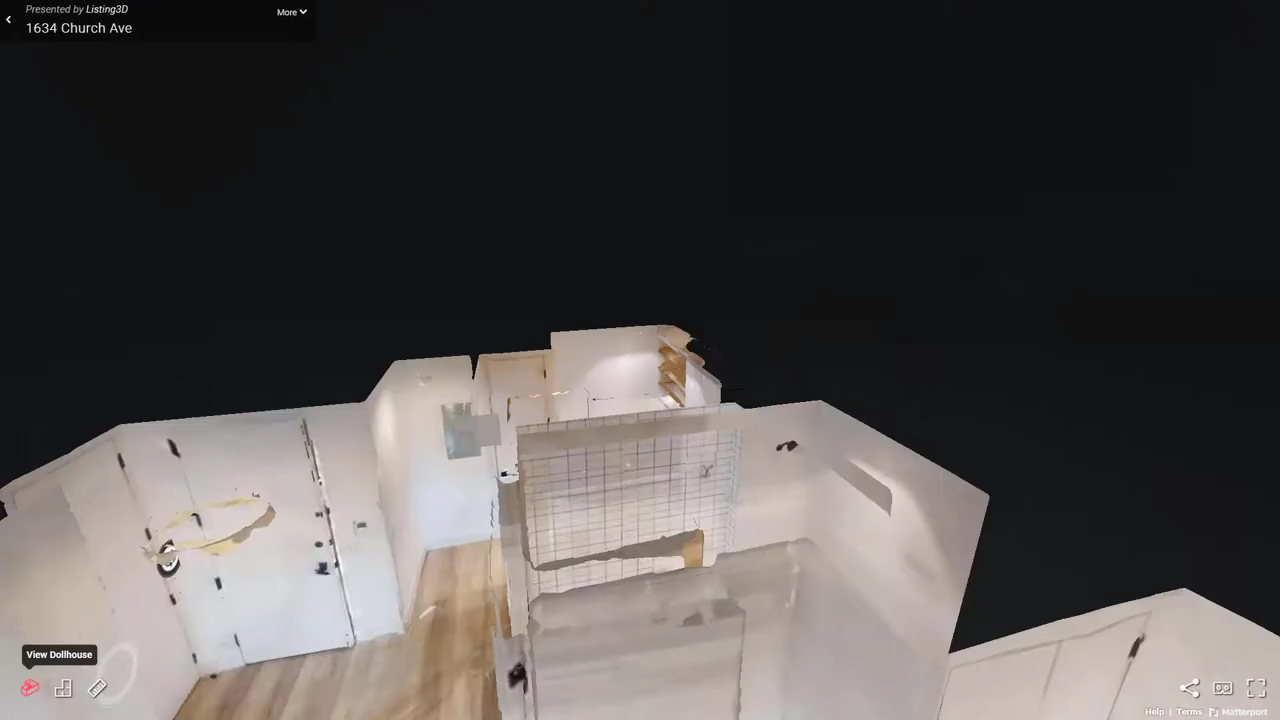 Presented by Listing3D
1634 Church Ave
More
View Dollhouse
Help | Terms
Matterport